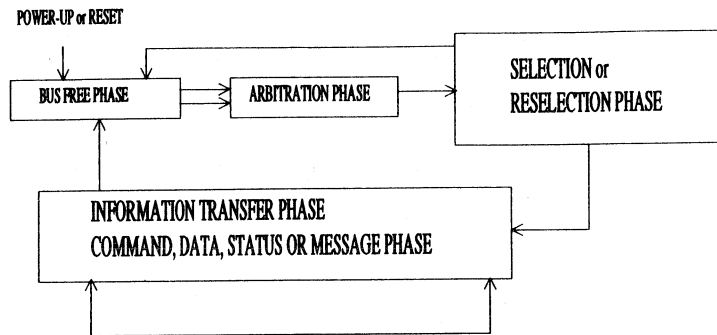 POWER-UP or RESET
BUS FREE PHASE
ARBITRATION PHASE
SELECTION or
RESELECTION PHASE
INFORMATION TRANSFER PHASE
COMMAND, DATA, STATUS OR MESSAGE PHASE